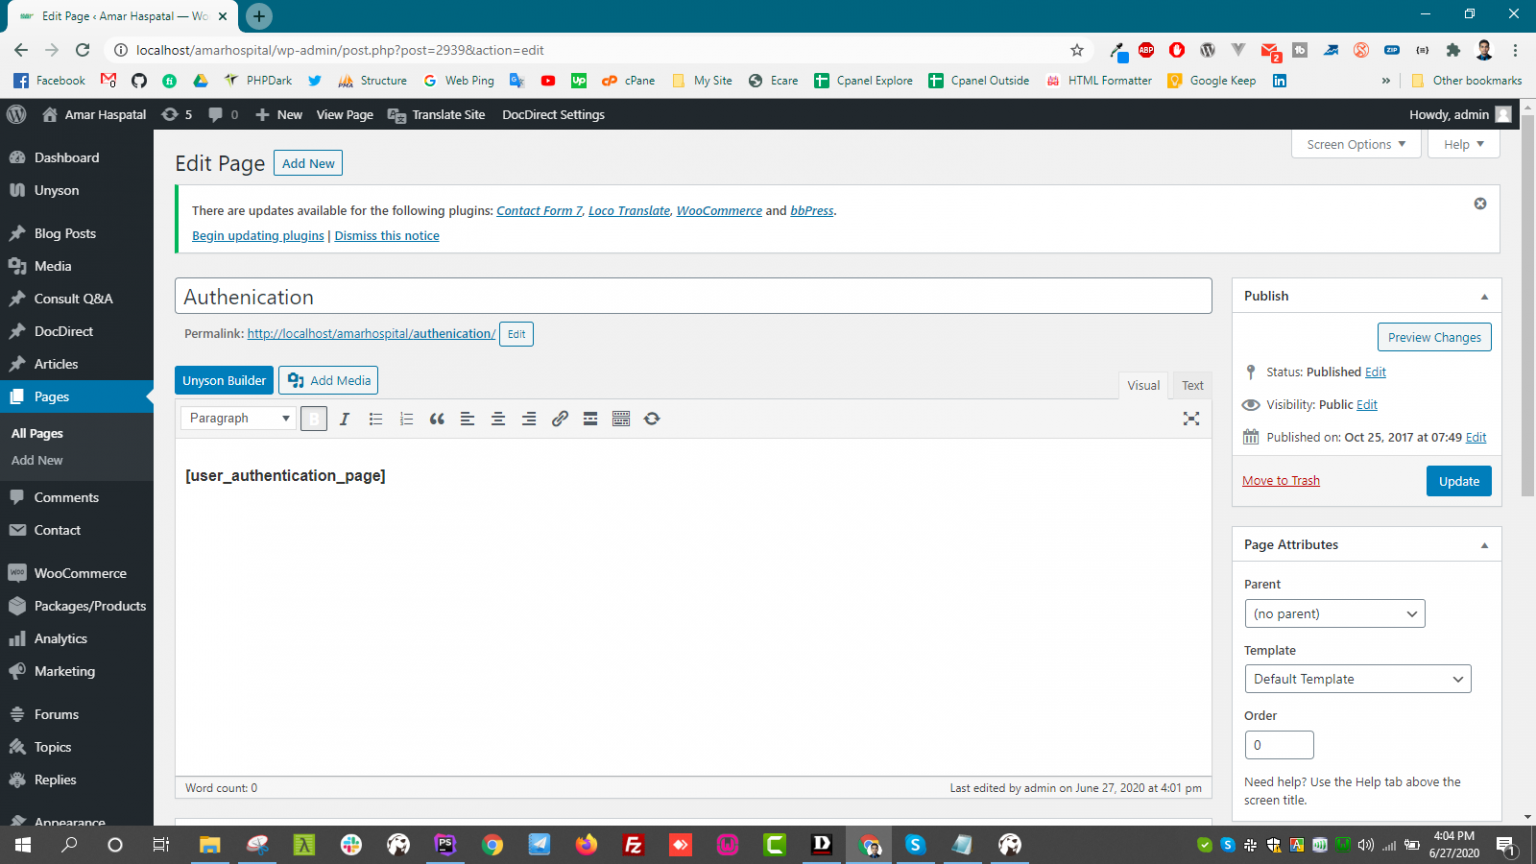 Edit Page ‹ Amar Haspatal — Wo
localhost/amarhospital/wp-admin/post.php?post=2939&action=edit
ABP
2
ZIP
Facebook
PHPDark
Structure
Web Ping
Up
cPane
My Site
Ecare
Cpanel Explore
Cpanel Outside
HTML Formatter
Google Keep
»
Other bookmarks
Amar Haspatal
5
0
New
View Page
Translate Site
DocDirect Settings
Howdy, admin
Dashboard
Unyson
Blog Posts
Media
Consult Q&A
DocDirect
Articles
Pages
All Pages
Add New
Comments
Contact
WooCommerce
Packages/Products
Analytics
Marketing
Forums
Topics
Replies
Appearance
Screen Options
Help
Edit Page
Add New
There are updates available for the following plugins: Contact Form 7, Loco Translate, WooCommerce and bbPress.
Begin updating plugins | Dismiss this notice
Authenication
Permalink: http://localhost/amarhospital/authenication/ Edit
Unyson Builder
Add Media
Visual
Text
Paragraph
B
I
[user_authentication_page]
Word count: 0
Last edited by admin on June 27, 2020 at 4:01 pm
Publish
Preview Changes
Status: Published Edit
Visibility: Public Edit
Published on: Oct 25, 2017 at 07:49 Edit
Move to Trash
Update
Page Attributes
Parent
(no parent)
Template
Default Template
Order
0
Need help? Use the Help tab above the
screen title.
PS
Fz
4:04 PM
6/27/2020
1